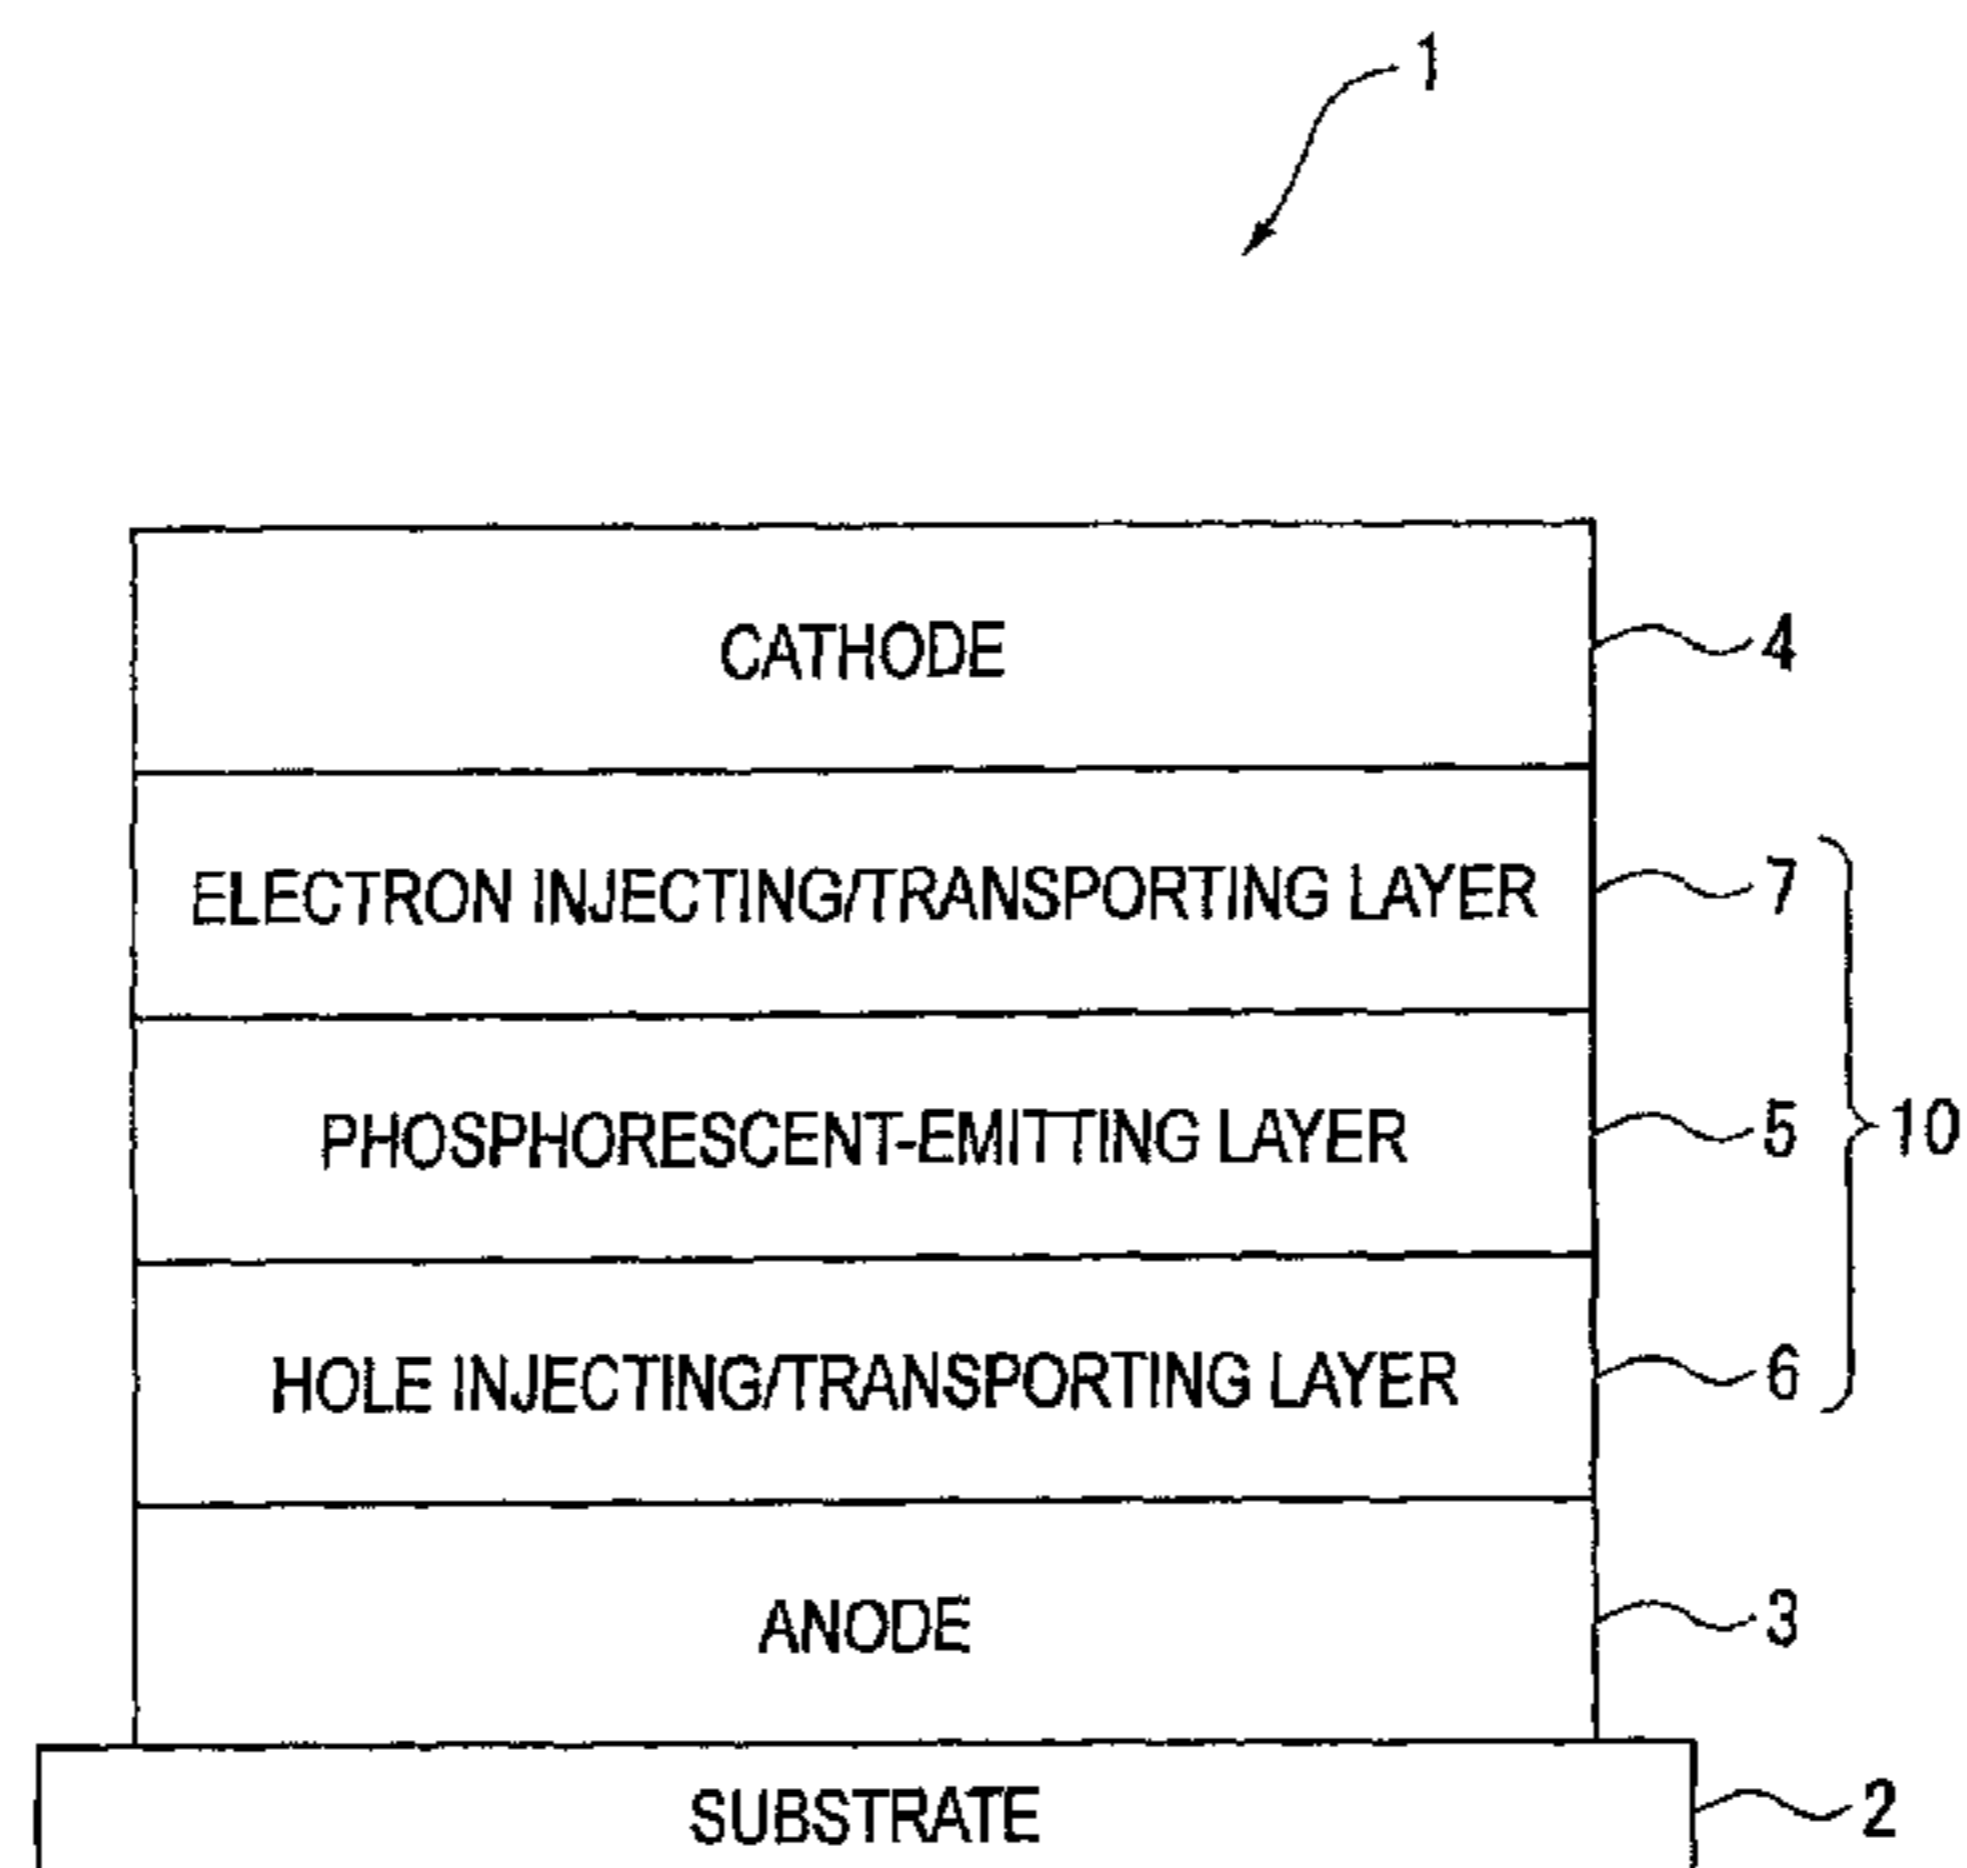 1
CATHODE 4
ELECTRON INJECTING/TRANSPORTING LAYER 7
PHOSPHORESCENT-EMITTING LAYER 5 10
HOLE INJECTING/TRANSPORTING LAYER 6
ANODE 3
SUBSTRATE 2